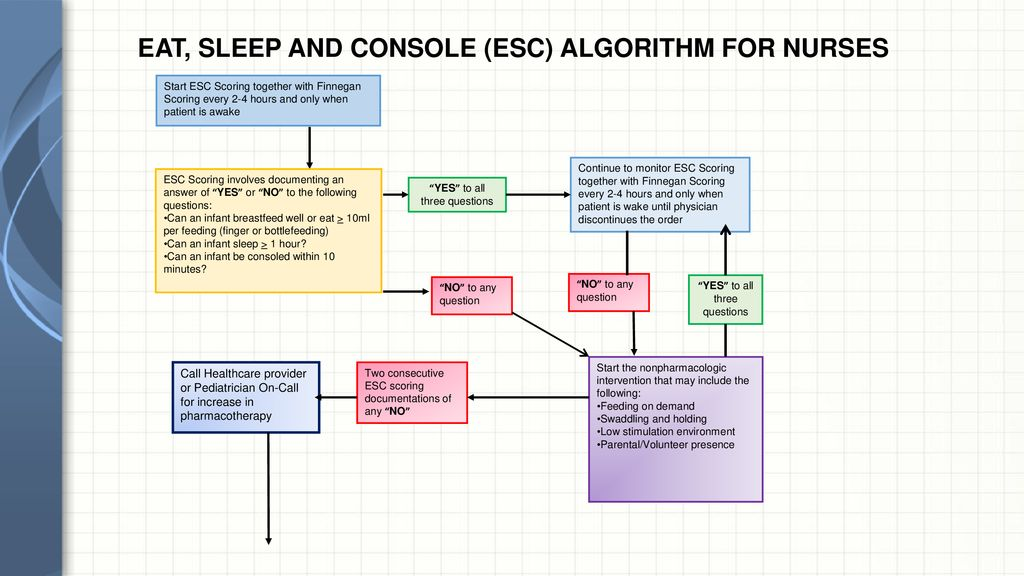 EAT, SLEEP AND CONSOLE (ESC) ALGORITHM FOR NURSES
Start ESC Scoring together with Finnegan
Scoring every 2-4 hours and only when
patient is awake
ESC Scoring involves documenting an
answer of “YES” or “NO” to the following
questions:
•Can an infant breastfeed well or eat ≥ 10ml
per feeding (finger or bottlefeeding)
•Can an infant sleep ≥ 1 hour?
•Can an infant be consoled within 10
minutes?
“YES” to all
three questions
Continue to monitor ESC Scoring
together with Finnegan Scoring
every 2-4 hours and only when
patient is wake until physician
discontinues the order
“NO” to any
question
“NO” to any
question
“YES” to all
three
questions
Call Healthcare provider
or Pediatrician On-Call
for increase in
pharmacotherapy
Two consecutive
ESC scoring
documentations of
any “NO”
Start the nonpharmacologic
intervention that may include the
following:
•Feeding on demand
•Swaddling and holding
•Low stimulation environment
•Parental/Volunteer presence